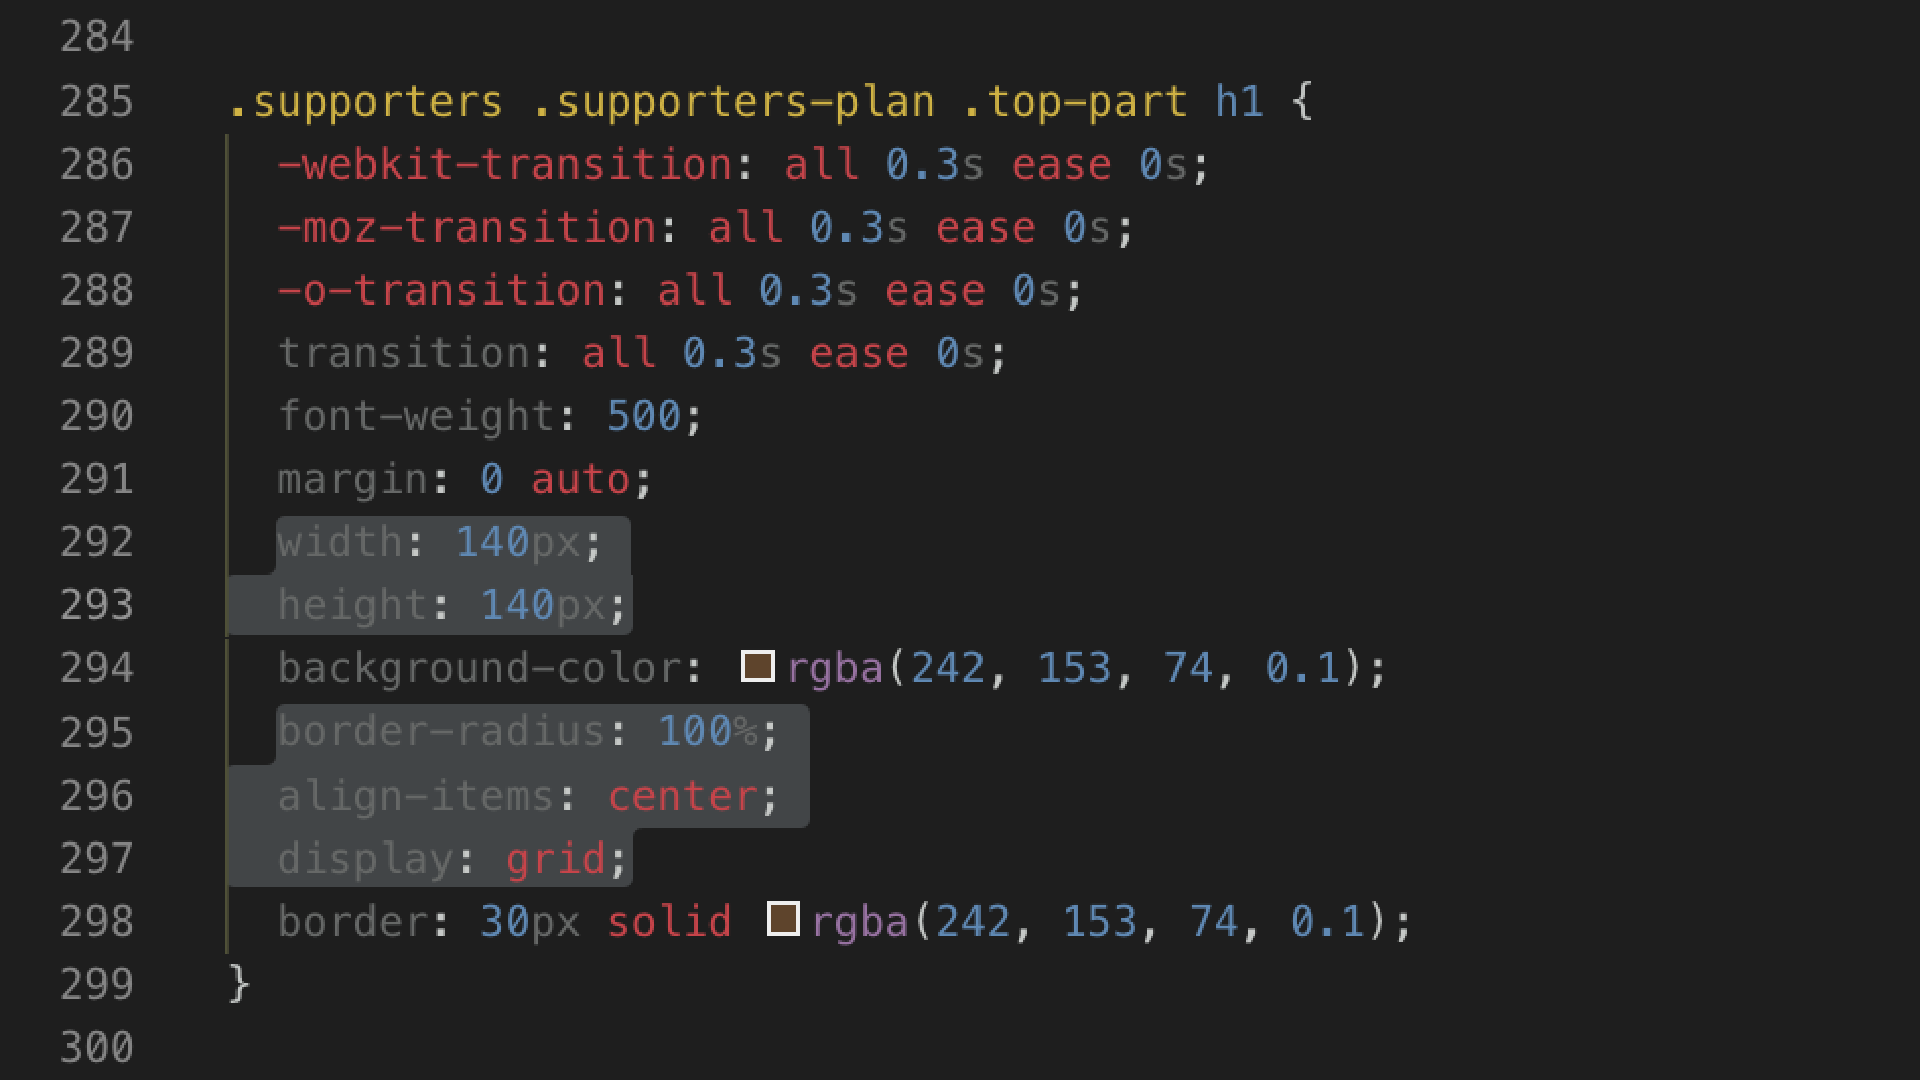 284
285 .supporters .supporters-plan .top-part h1 {
286 -webkit-transition: all 0.3s ease 0s;
287 -moz-transition: all 0.3s ease 0s;
288 -o-transition: all 0.3s ease 0s;
289 transition: all 0.3s ease 0s;
290 font-weight: 500;
291 margin: 0 auto;
292 width: 140px;
293 height: 140px;
294 background-color: rgba(242, 153, 74, 0.1);
295 border-radius: 100%;
296 align-items: center;
297 display: grid;
298 border: 30px solid rgba(242, 153, 74, 0.1);
299 }
300